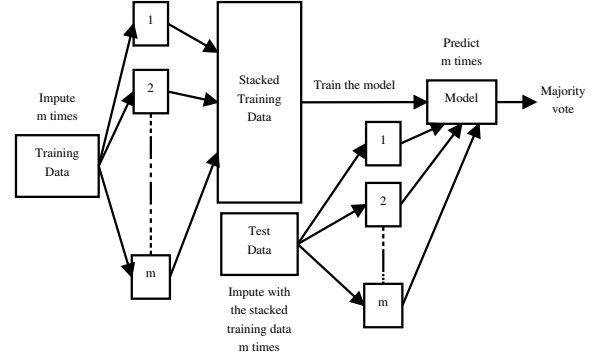 1
2
m
Impute
m times
Training
Data
Stacked
Training
Data
Train the model
Predict
m times
Model
Majority
vote
1
2
m
Test
Data
Impute with
the stacked
training data
m times